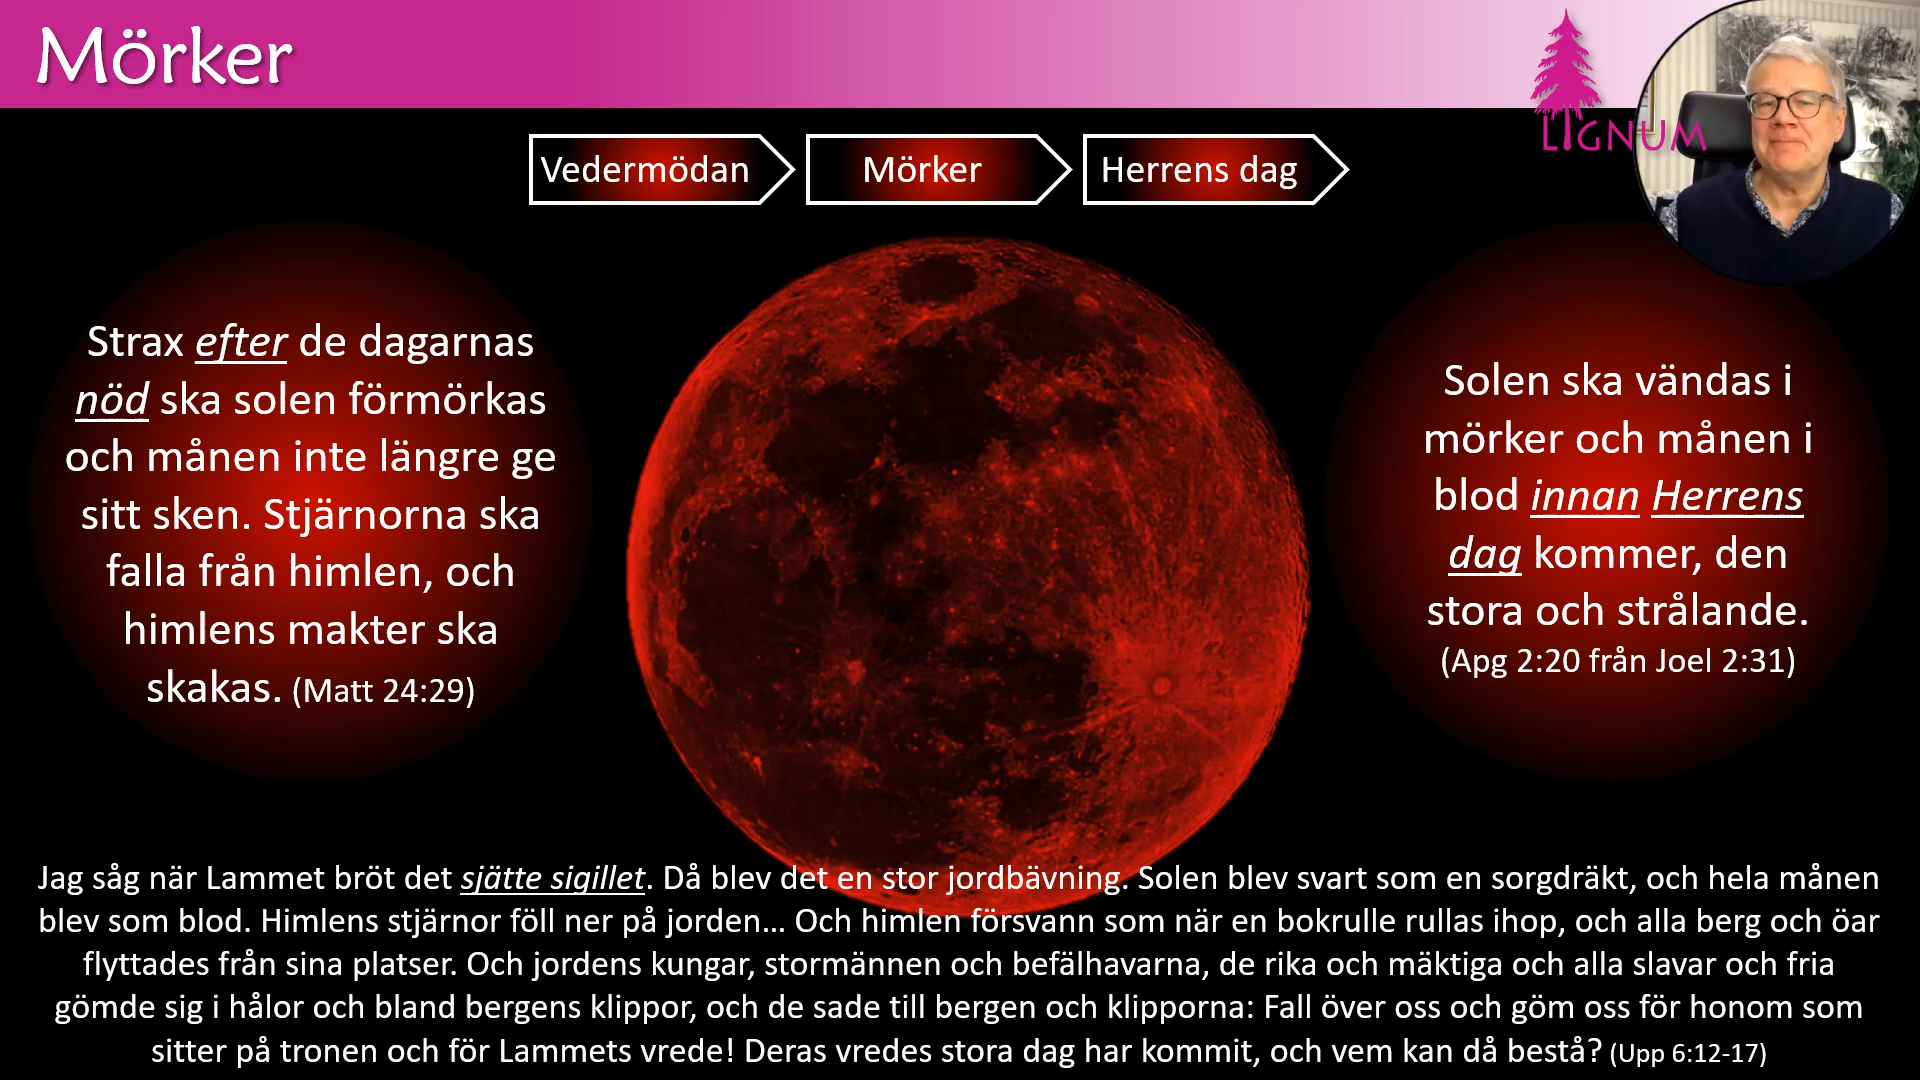 Mörker
LIGNUM
Vedermödan
Mörker
Herrens dag
Strax efter de dagarnas
nöd ska solen förmörkas
och månen inte längre ge
sitt sken. Stjärnorna ska
falla från himlen, och
himlens makter ska
skakas. (Matt 24:29)
Solen ska vändas i
mörker och månen i
blod innan Herrens
dag kommer, den
stora och strålande.
(Apg 2:20 från Joel 2:31)
Jag såg när Lammet bröt det sjätte sigillet. Då blev det en stor jordbävning. Solen blev svart som en sorgdräkt, och hela månen
blev som blod. Himlens stjärnor föll ner på jorden... Och himlen försvann som när en bokrulle rullas ihop, och alla berg och öar
flyttades från sina platser. Och jordens kungar, stormännen och befälhavarna, de rika och mäktiga och alla slavar och fria
gömde sig i hålor och bland bergens klippor, och de sade till bergen och klipporna: Fall över oss och göm oss för honom som
sitter på tronen och för Lammets vrede! Deras vredes stora dag har kommit, och vem kan då bestå? (Upp 6:12-17)